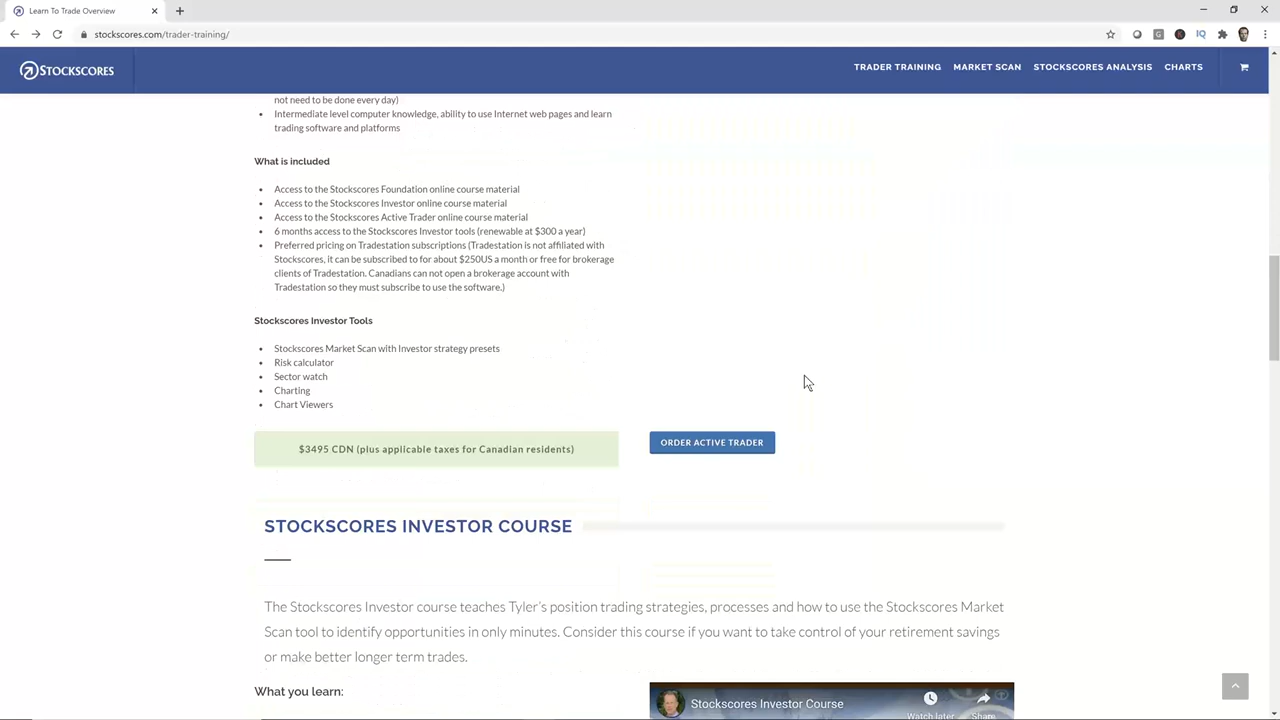 Learn To Trade Overview
stockscores.com/trader-training/
STOCKSCORES
TRADER TRAINING MARKET SCAN STOCKSCORES ANALYSIS CHARTS
not need to be done every day)
Intermediate level computer knowledge, ability to use Internet web pages and learn
trading software and platforms
What is included
Access to the Stockscores Foundation online course material
Access to the Stockscores Investor online course material
Access to the Stockscores Active Trader online course material
6 months access to the Stockscores Investor tools (renewable at $300 a year)
Preferred pricing on Tradestation subscriptions (Tradestation is not affiliated with
Stockscores, it can be subscribed to for about $250US a month or free for brokerage
clients of Tradestation. Canadians can not open a brokerage account with
Tradestation so they must subscribe to use the software.)
Stockscores Investor Tools
Stockscores Market Scan with Investor strategy presets
Risk calculator
Sector watch
Charting
Chart Viewers
$3495 CDN (plus applicable taxes for Canadian residents)
ORDER ACTIVE TRADER
STOCKSCORES INVESTOR COURSE
The Stockscores Investor course teaches Tyler's position trading strategies, processes and how to use the Stockscores Market
Scan tool to identify opportunities in only minutes. Consider this course if you want to take control of your retirement savings
or make better longer term trades.
What you learn:
Stockscores Investor Course
Watch later Share